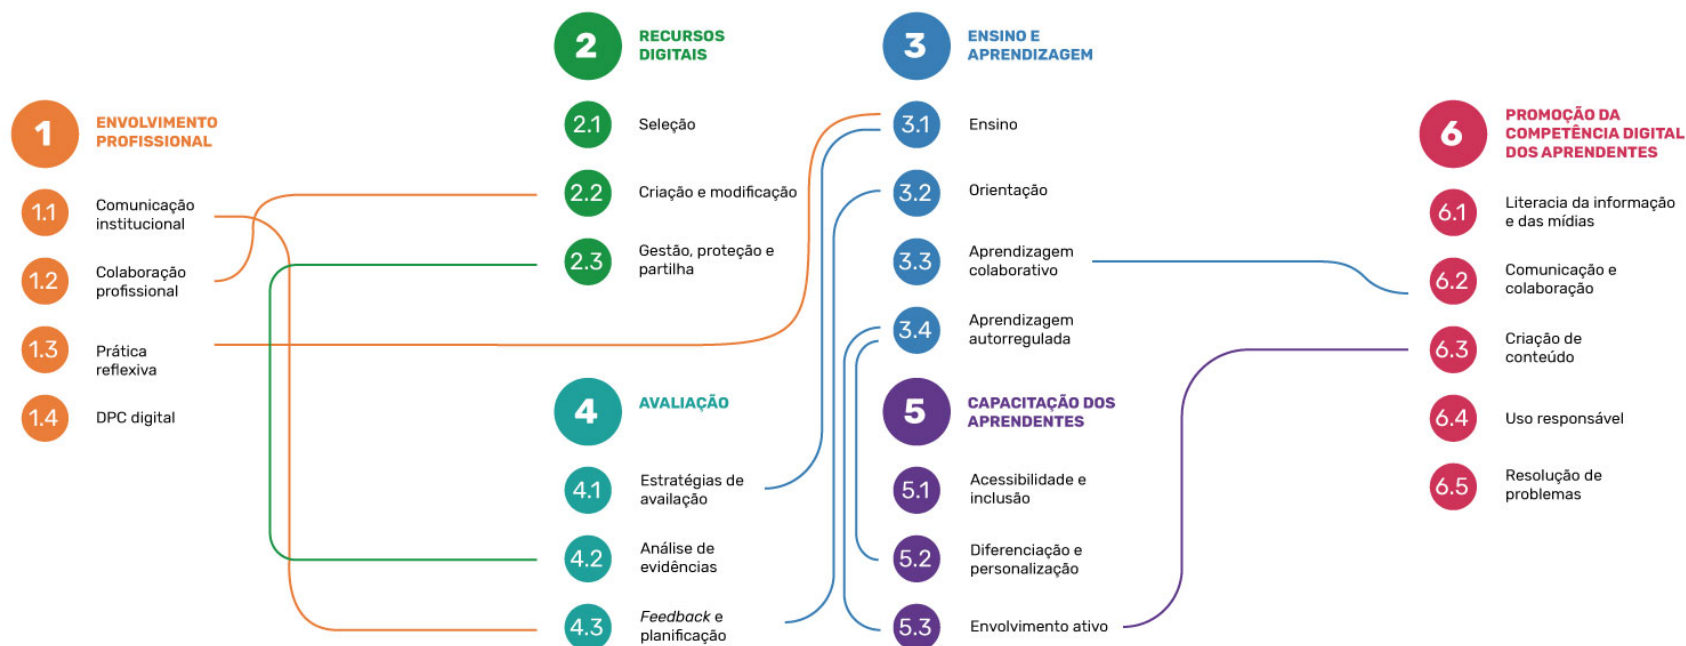 1
ENVOLVIMENTO
PROFISSIONAL
1.1
Comunicação
institucional
1.2
Colaboração
profissional
1.3
Prática
reflexiva
1.4
DPC digital
2
RECURSOS
DIGITAIS
2.1
Seleção
2.2
Criação e modificação
2.3
Gestão, proteção e
partilha
3
ENSINO E
APRENDIZAGEM
3.1
Ensino
3.2
Orientação
3.3
Aprendizagem
colaborativo
3.4
Aprendizagem
autorregulada
4
AVALIAÇÃO
4.1
Estratégias de
availação
4.2
Análise de
evidências
4.3
Feedback e
planificação
5
CAPACITAÇÃO DOS
APRENDENTES
5.1
Acessibilidade e
inclusão
5.2
Diferenciação e
personalização
5.3
Envolvimento ativo
6
PROMOÇÃO DA
COMPETÊNCIA DIGITAL
DOS APRENDENTES
6.1
Literacia da informação
e das mídias
6.2
Comunicação e
colaboração
6.3
Criação de
conteúdo
6.4
Uso responsável
6.5
Resolução de
problemas